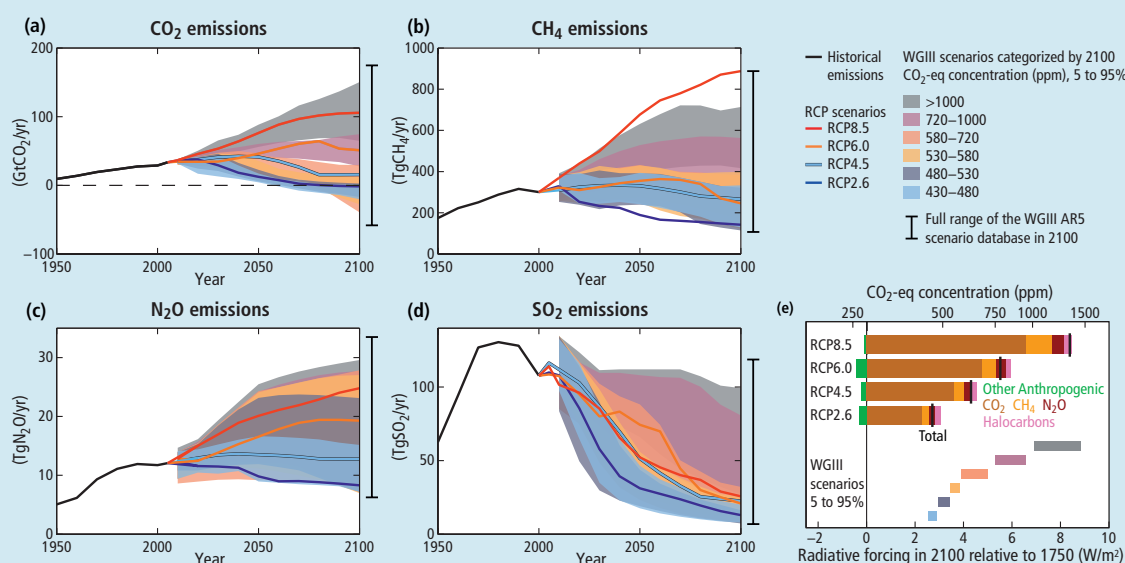 (a)
CO₂ emissions
200
100
0
−100
(GtCO₂/yr)
1950
2000
2050
2100
Year
(b)
CH₄ emissions
1000
800
600
400
200
0
(TgCH₄/yr)
1950
2000
2050
2100
Year
Historical
emissions
RCP scenarios
RCP8.5
RCP6.0
RCP4.5
RCP2.6
WGIII scenarios categorized by 2100
CO₂-eq concentration (ppm), 5 to 95%
>1000
720–1000
580–720
530–580
480–530
430–480
Full range of the WGIII AR5
scenario database in 2100
(c)
N₂O emissions
30
20
10
0
(TgN₂O/yr)
1950
2000
2050
2100
Year
(d)
SO₂ emissions
100
50
0
(TgSO₂/yr)
1950
2000
2050
2100
Year
(e)
CO₂-eq concentration (ppm)
250
500
750
1000
1500
RCP8.5
RCP6.0
RCP4.5
RCP2.6
Other Anthropogenic
CO₂ CH₄ N₂O
Halocarbons
Total
WGIII
scenarios
5 to 95%
−2
0
2
4
6
8
10
Radiative forcing in 2100 relative to 1750 (W/m²)